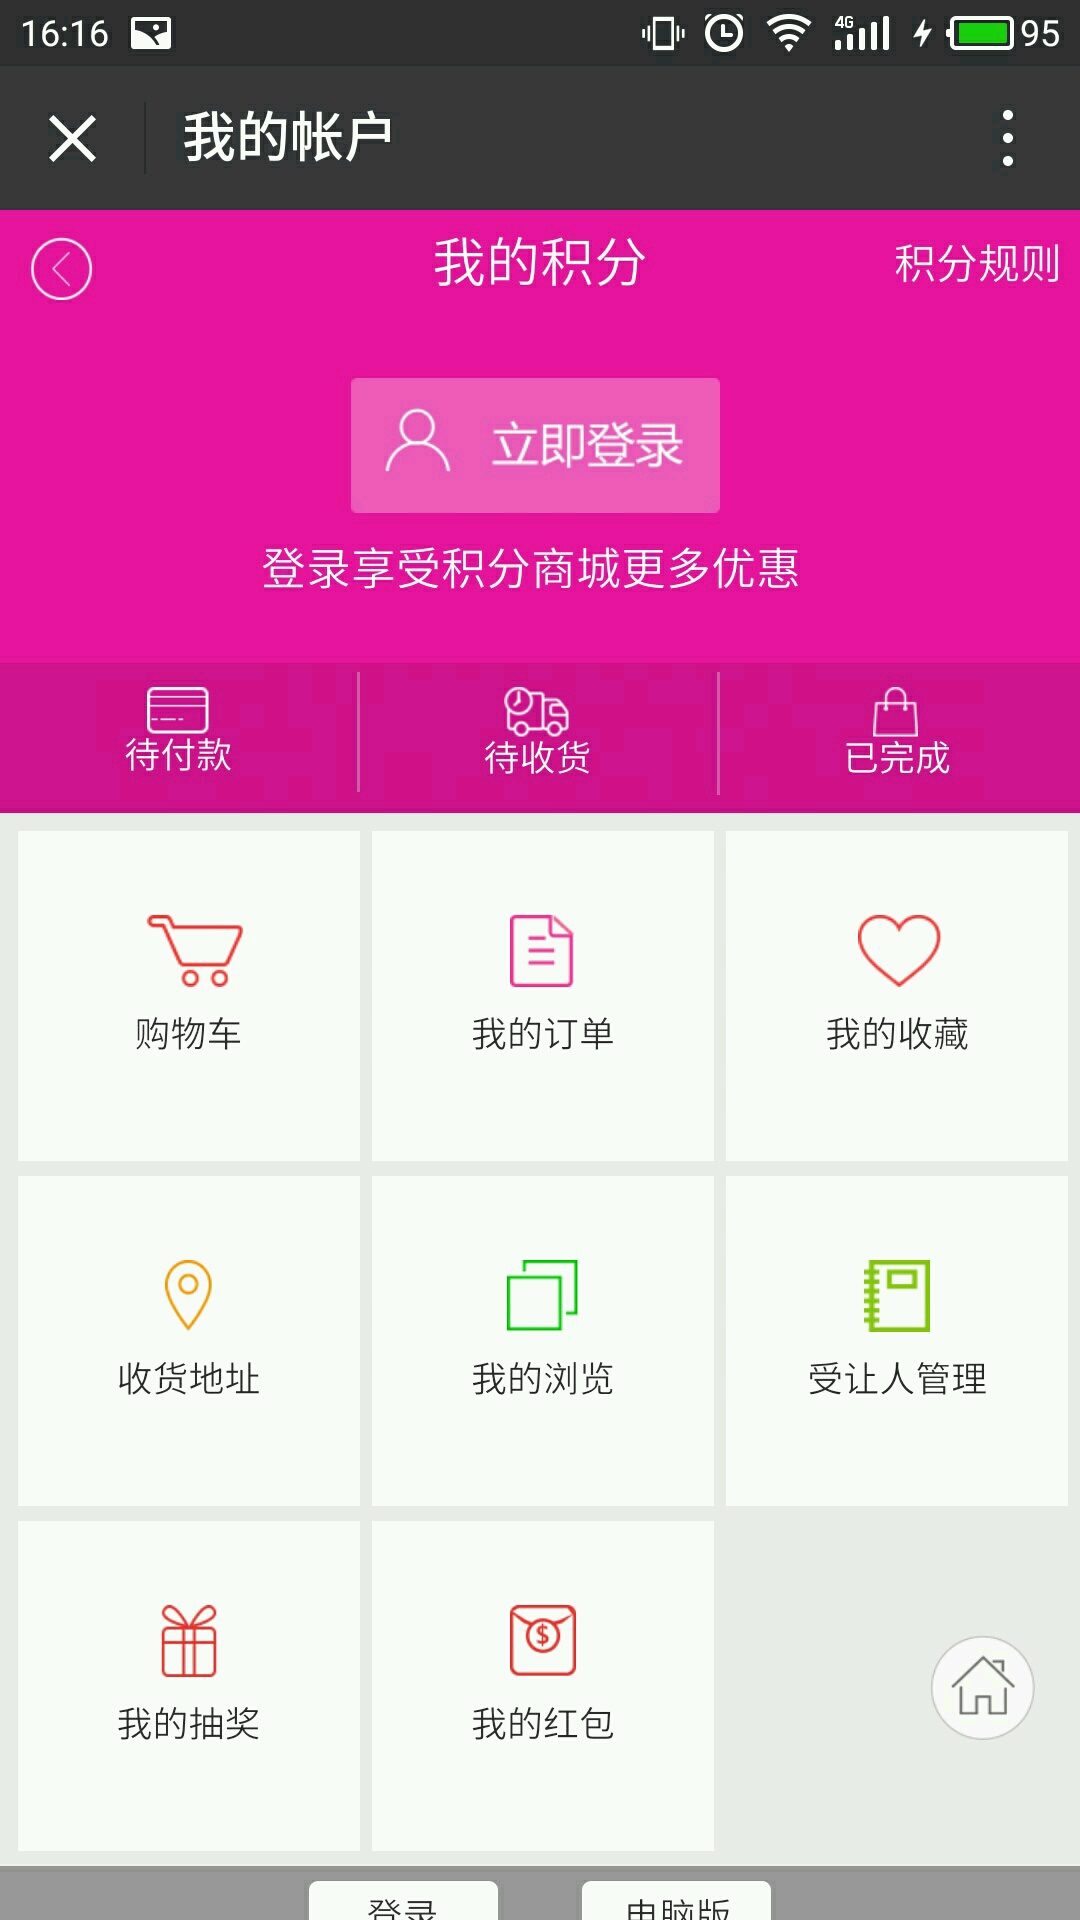 16:16
4G
95
我的帐户
我的积分
积分规则
立即登录
登录享受积分商城更多优惠
待付款
待收货
已完成
购物车
我的订单
我的收藏
收货地址
我的浏览
受让人管理
我的抽奖
我的红包
登录
电脑版